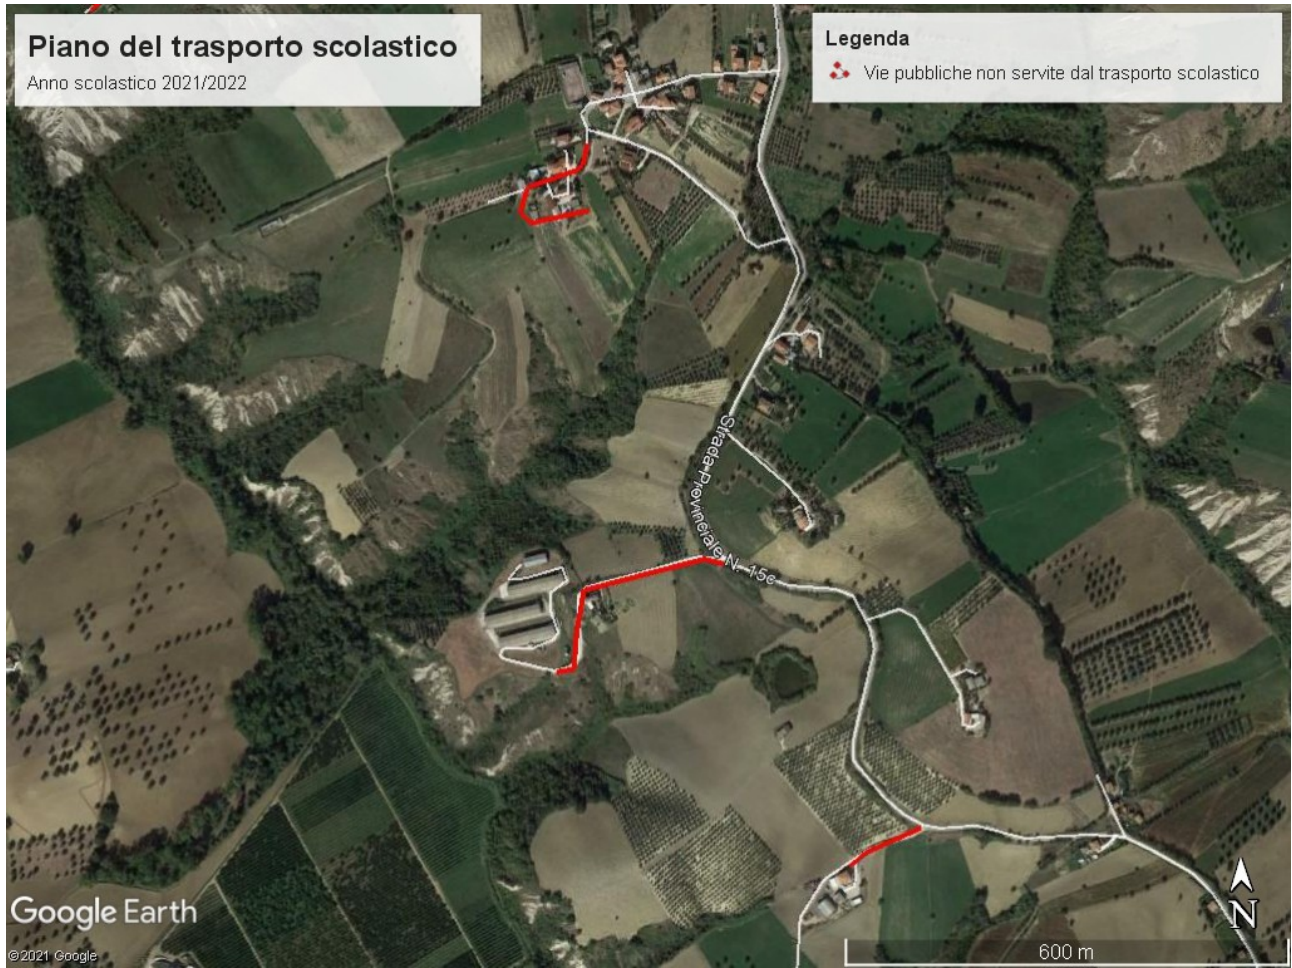 Piano del trasporto scolastico
Anno scolastico 2021/2022
Legenda
Vie pubbliche non servite dal trasporto scolastico
Strada Provinciale N. 15c
Google Earth
©2021 Google
N
600 m